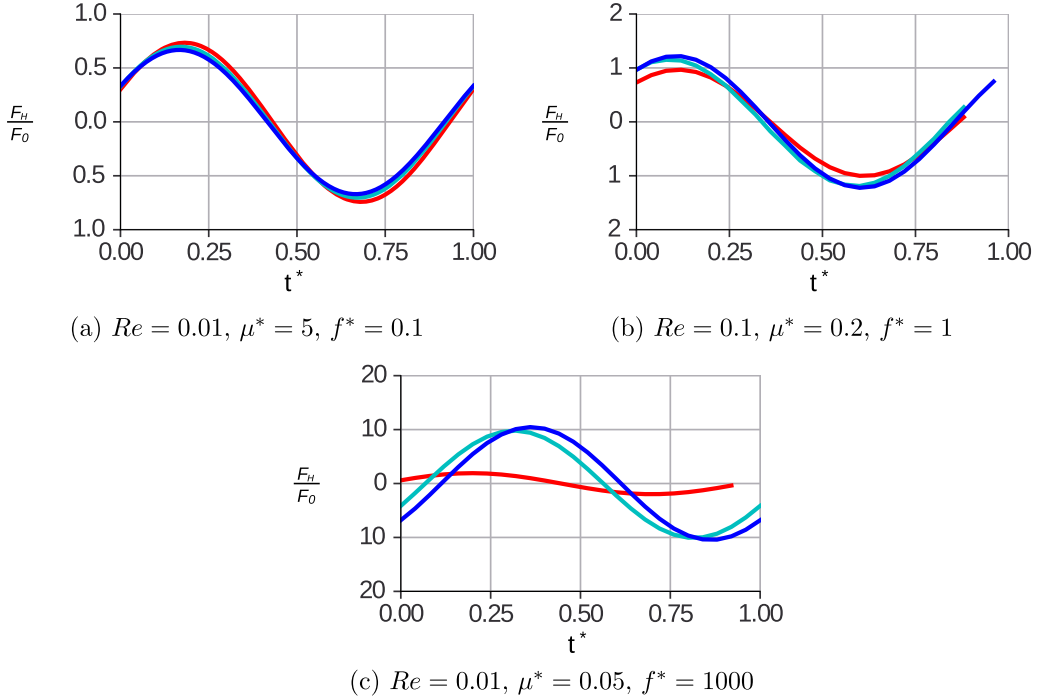 1.0
0.5
0.0
0.5
1.0
F_H
F_0
0.00 0.25 0.50 0.75 1.00
t*
(a) Re = 0.01, μ* = 5, f* = 0.1
2
1
0
1
2
F_H
F_0
0.00 0.25 0.50 0.75 1.00
t*
(b) Re = 0.1, μ* = 0.2, f* = 1
20
10
0
10
20
F_H
F_0
0.00 0.25 0.50 0.75 1.00
t*
(c) Re = 0.01, μ* = 0.05, f* = 1000